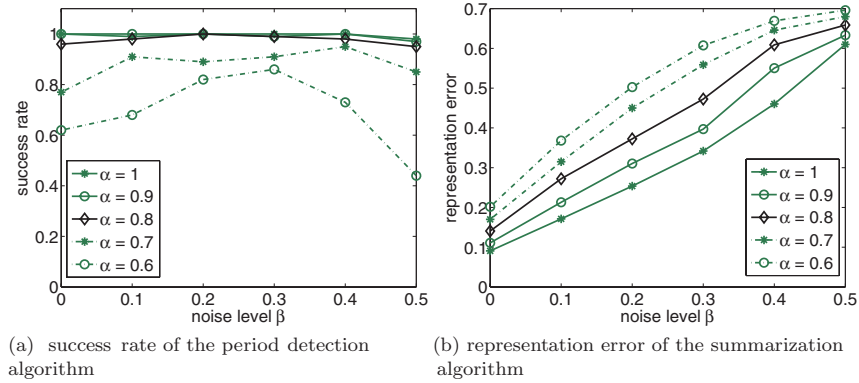 1
0.8
0.6
0.4
0.2
0
success rate
α = 1
α = 0.9
α = 0.8
α = 0.7
α = 0.6
0 0.1 0.2 0.3 0.4 0.5
noise level β
(a) success rate of the period detection
algorithm
0.7
0.6
0.5
0.4
0.3
0.2
0.1
0
representation error
α = 1
α = 0.9
α = 0.8
α = 0.7
α = 0.6
0 0.1 0.2 0.3 0.4 0.5
noise level β
(b) representation error of the summarization
algorithm